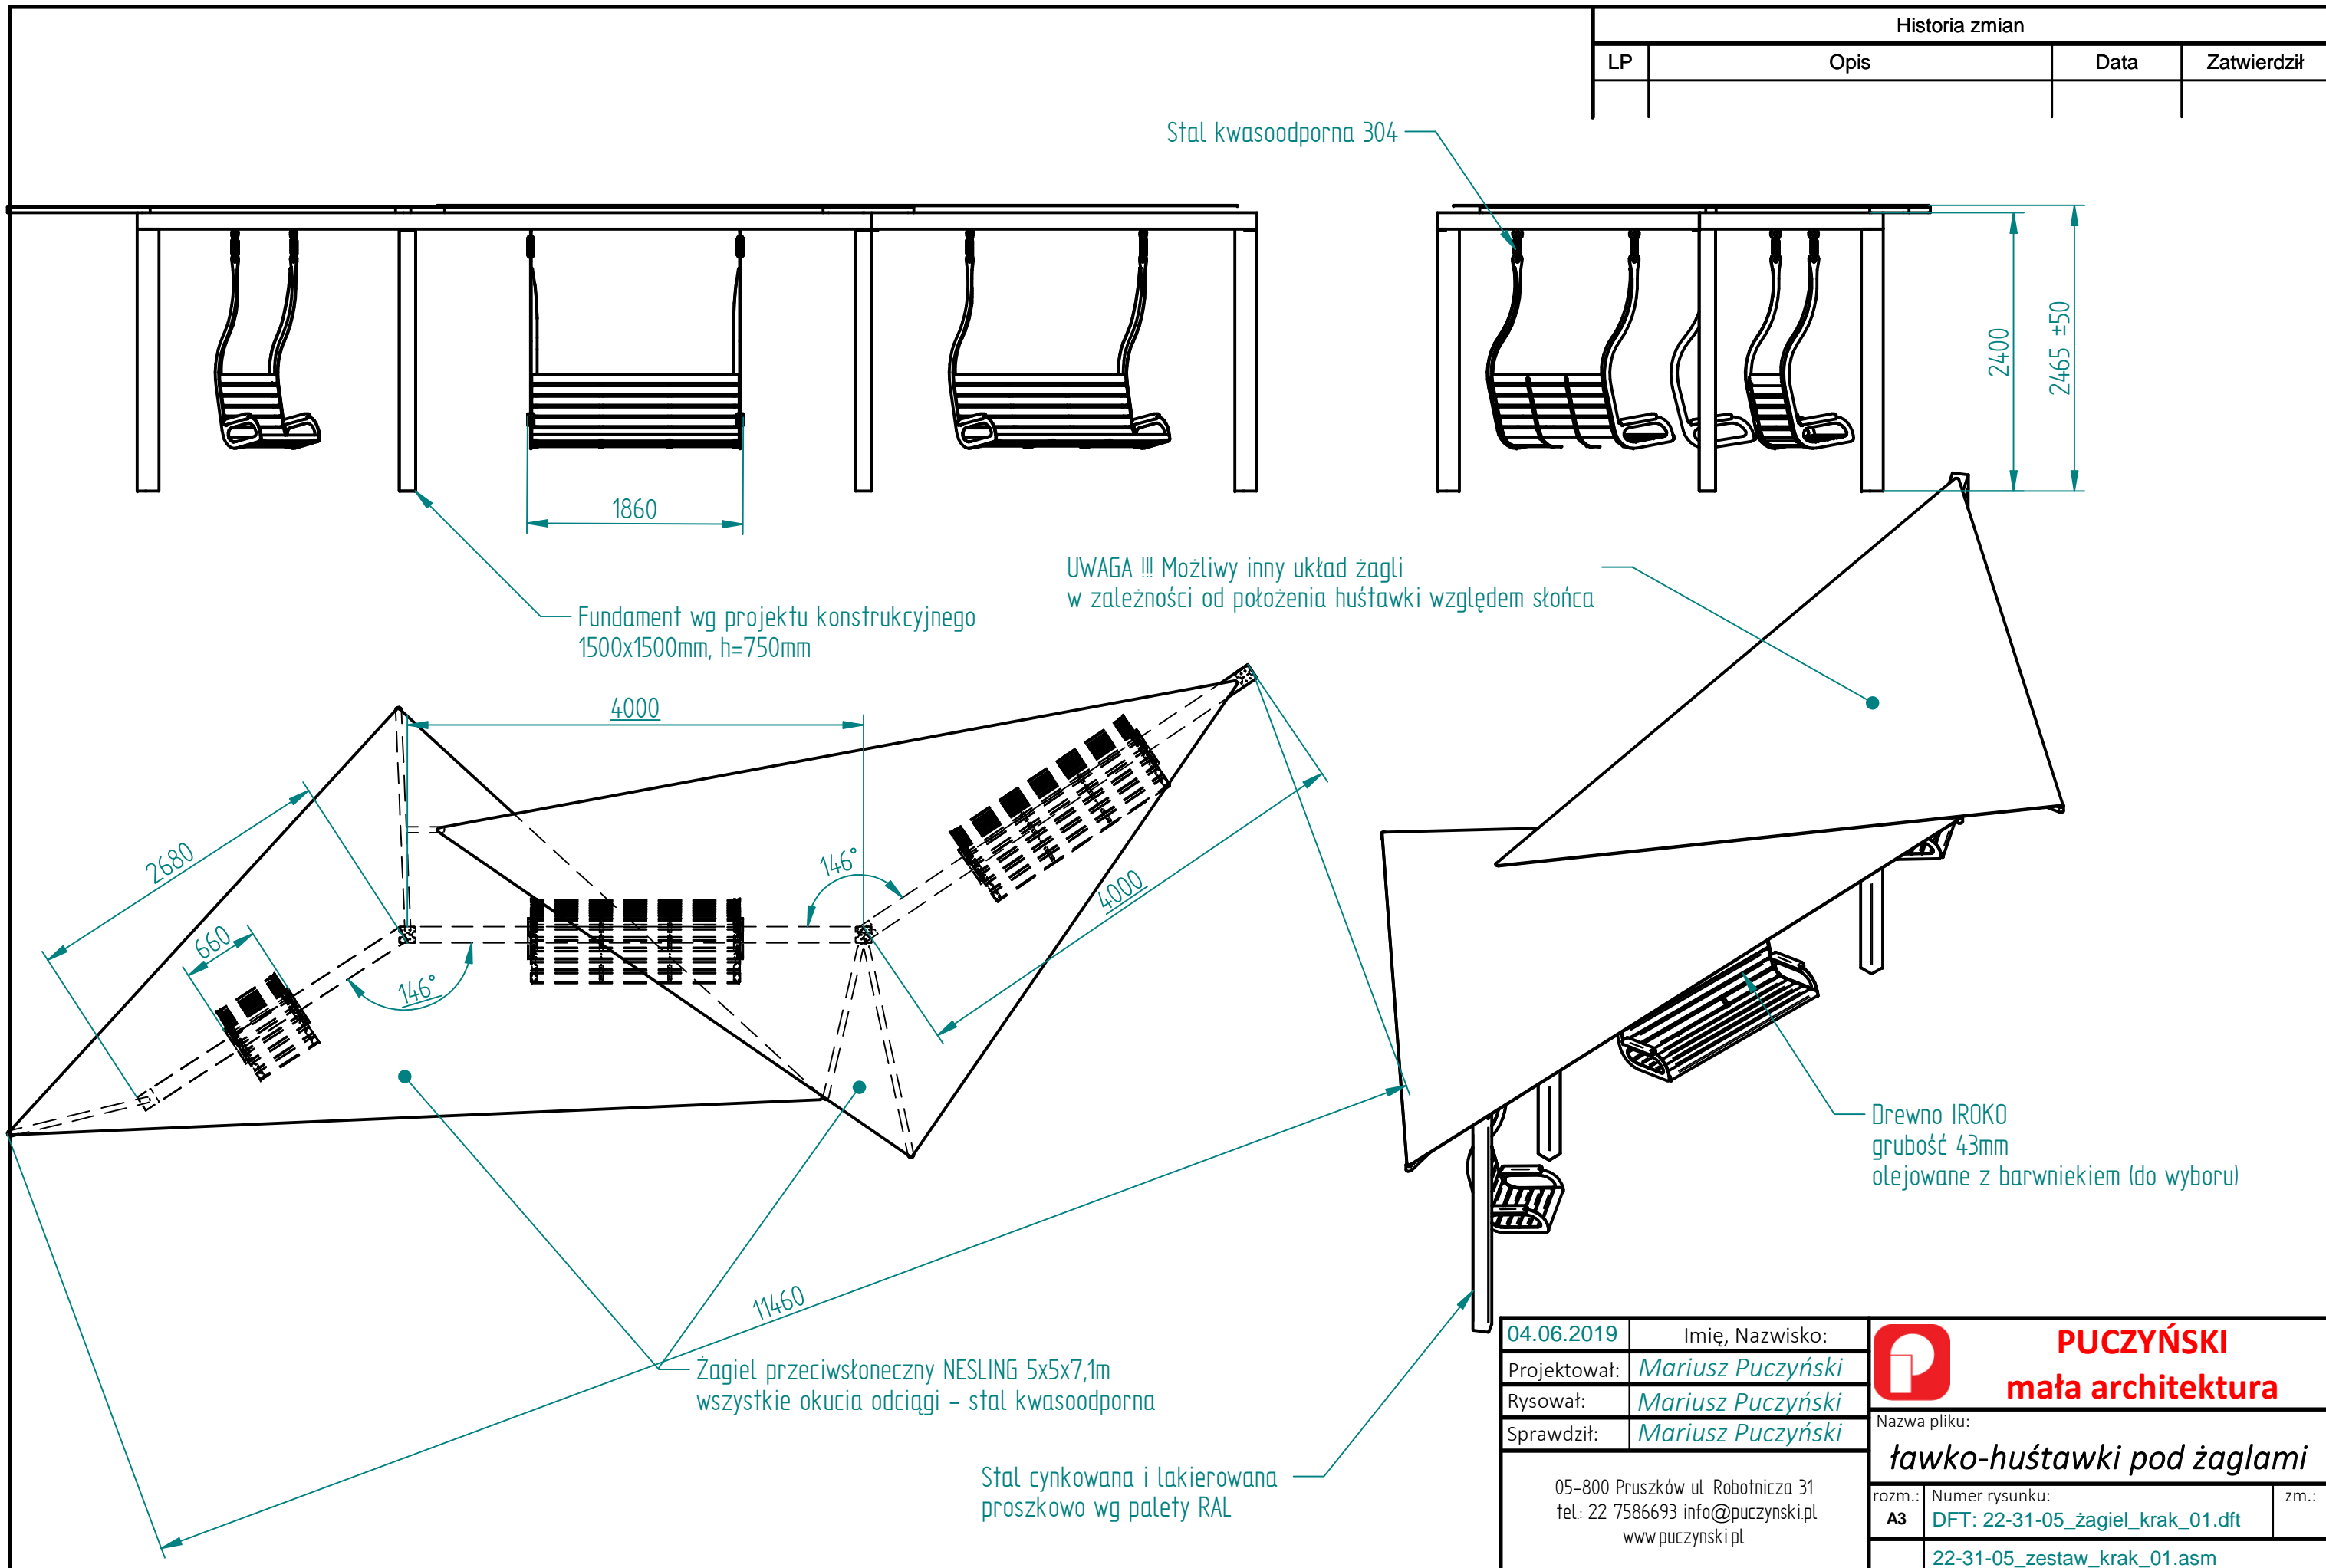 Historia zmian
LP Opis Data Zatwierdził
Stal kwasoodporna 304
2400
2465 ±50
1860
UWAGA !!! Możliwy inny układ żagli
w zależności od położenia huśtawki względem słońca
Fundament wg projektu konstrukcyjnego
1500x1500mm, h=750mm
4000
2680
660
146°
146°
4000
11460
Drewno IROKO
grubość 43mm
olejowane z barwniekiem (do wyboru)
Żagiel przeciwsłoneczny NESLING 5x5x7,1m
wszystkie okucia odciągi - stal kwasoodporna
Stal cynkowana i lakierowana
proszkowo wg palety RAL
04.06.2019 Imię, Nazwisko:
Projektował: Mariusz Puczyński
Rysował: Mariusz Puczyński
Sprawdził: Mariusz Puczyński
05-800 Pruszków ul. Robotnicza 31
tel.: 22 7586693 info@puczynski.pl
www.puczynski.pl
PUCZYŃSKI
mała architektura
Nazwa pliku:
ławko-huśtawki pod żaglami
rozm.: Numer rysunku: zm.:
A3 DFT: 22-31-05_żagiel_krak_01.dft
22-31-05_zestaw_krak_01.asm